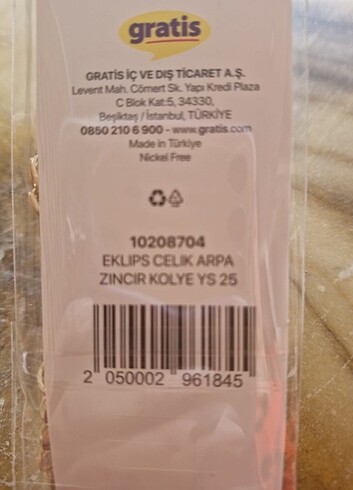 gratis
GRATİS İÇ VE DIŞ TİCARET A.Ş.
Levent Mah. Cömert Sk. Yapı Kredi Plaza
C Blok Kat:5, 34330,
Beşiktaş / İstanbul, TÜRKİYE
0850 210 6 900 - www.gratis.com
Made in Türkiye
Nickel Free
10208704
EKLIPS CELIK ARPA
ZINCIR KOLYE YS 25
2 050002 961845